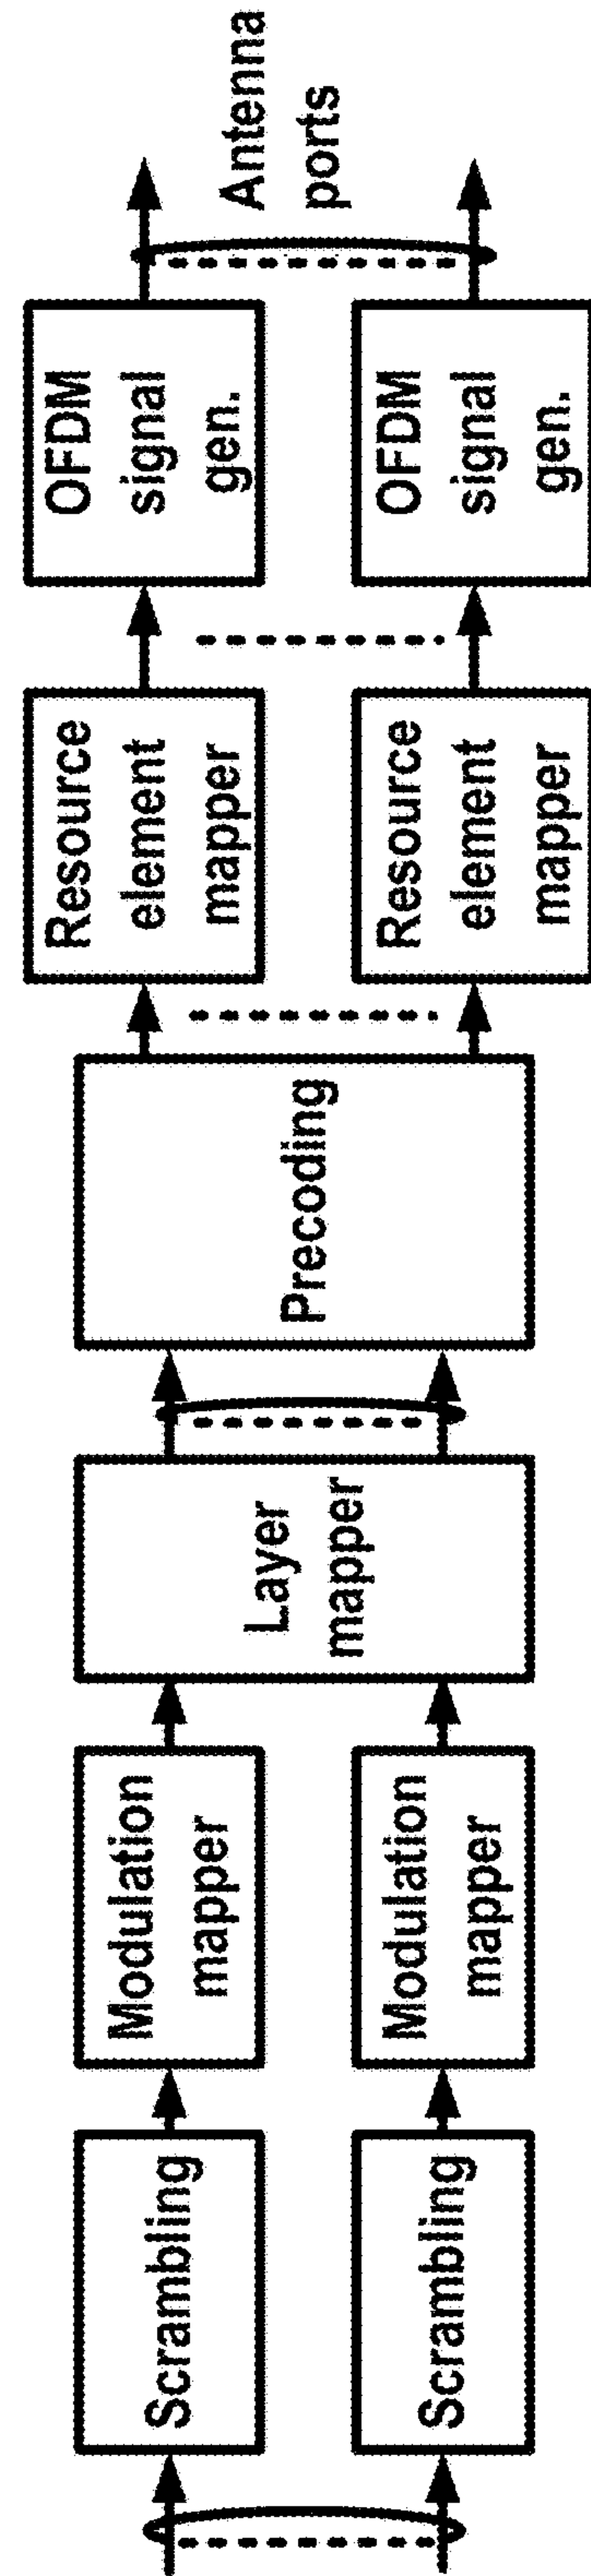 Scrambling
Modulation
mapper
Scrambling
Modulation
mapper
Layer
mapper
Precoding
Resource
element
mapper
OFDM
signal
gen.
Resource
element
mapper
OFDM
signal
gen.
Antenna
ports